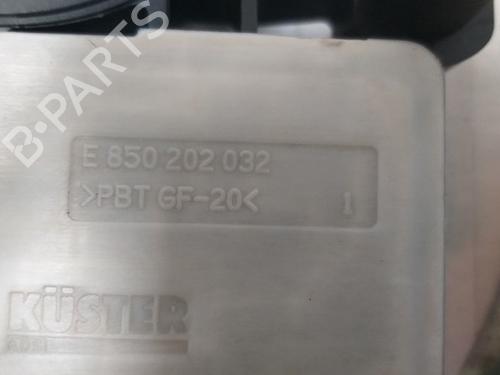 B-PARTS
E 850 202 032
>PBT GF-20< 1
KÜSTER